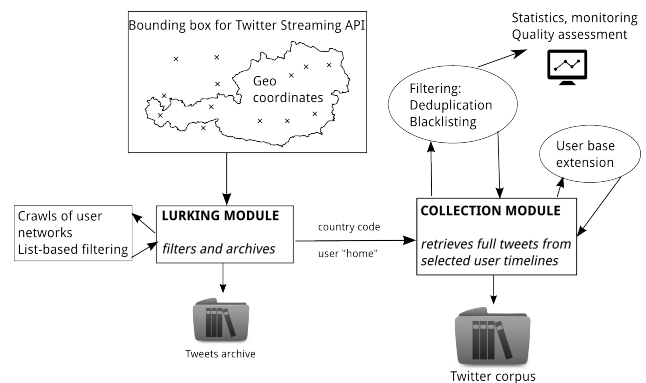 Bounding box for Twitter Streaming API
Geo
coordinates
Statistics, monitoring
Quality assessment
Filtering:
Deduplication
Blacklisting
User base
extension
Crawls of user
networks
List-based filtering
LURKING MODULE
filters and archives
country code
user "home"
COLLECTION MODULE
retrieves full tweets from
selected user timelines
Tweets archive
Twitter corpus